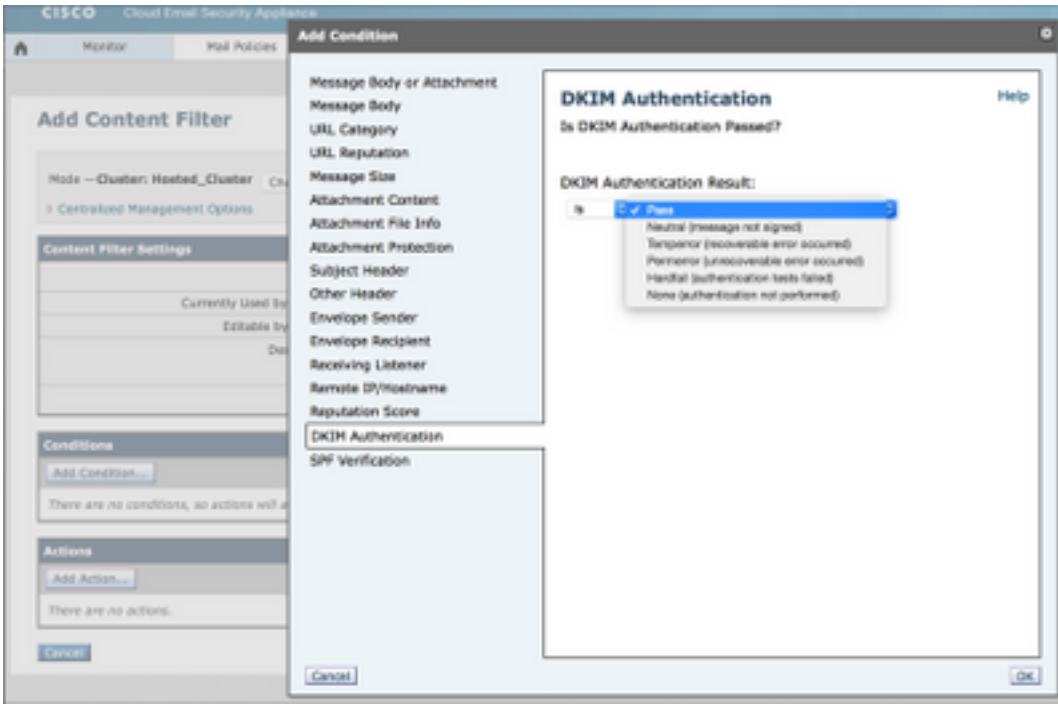 CISCO Cloud Email Security Appliance
Monitor
Mail Policies
Add Content Filter
Mode — Cluster: Hosted_Cluster
Centralized Management Options
Content Filter Settings
Currently Used by
Editable by
Conditions
Add Condition...
There are no conditions, so actions will
Actions
Add Action...
There are no actions.
Cancel
Add Condition
Message Body or Attachment
Message Body
URL Category
URL Reputation
Message Size
Attachment Content
Attachment File Info
Attachment Protection
Subject Header
Other Header
Envelope Sender
Envelope Recipient
Receiving Listener
Remote IP/Hostname
Reputation Score
DKIM Authentication
SPF Verification
DKIM Authentication
Help
Is DKIM Authentication Passed?
DKIM Authentication Result:
Is
✓ Pass
Neutral (message not signed)
Temperror (recoverable error occurred)
Permerror (unrecoverable error occurred)
Hardfail (authentication tests failed)
None (authentication not performed)
Cancel
OK